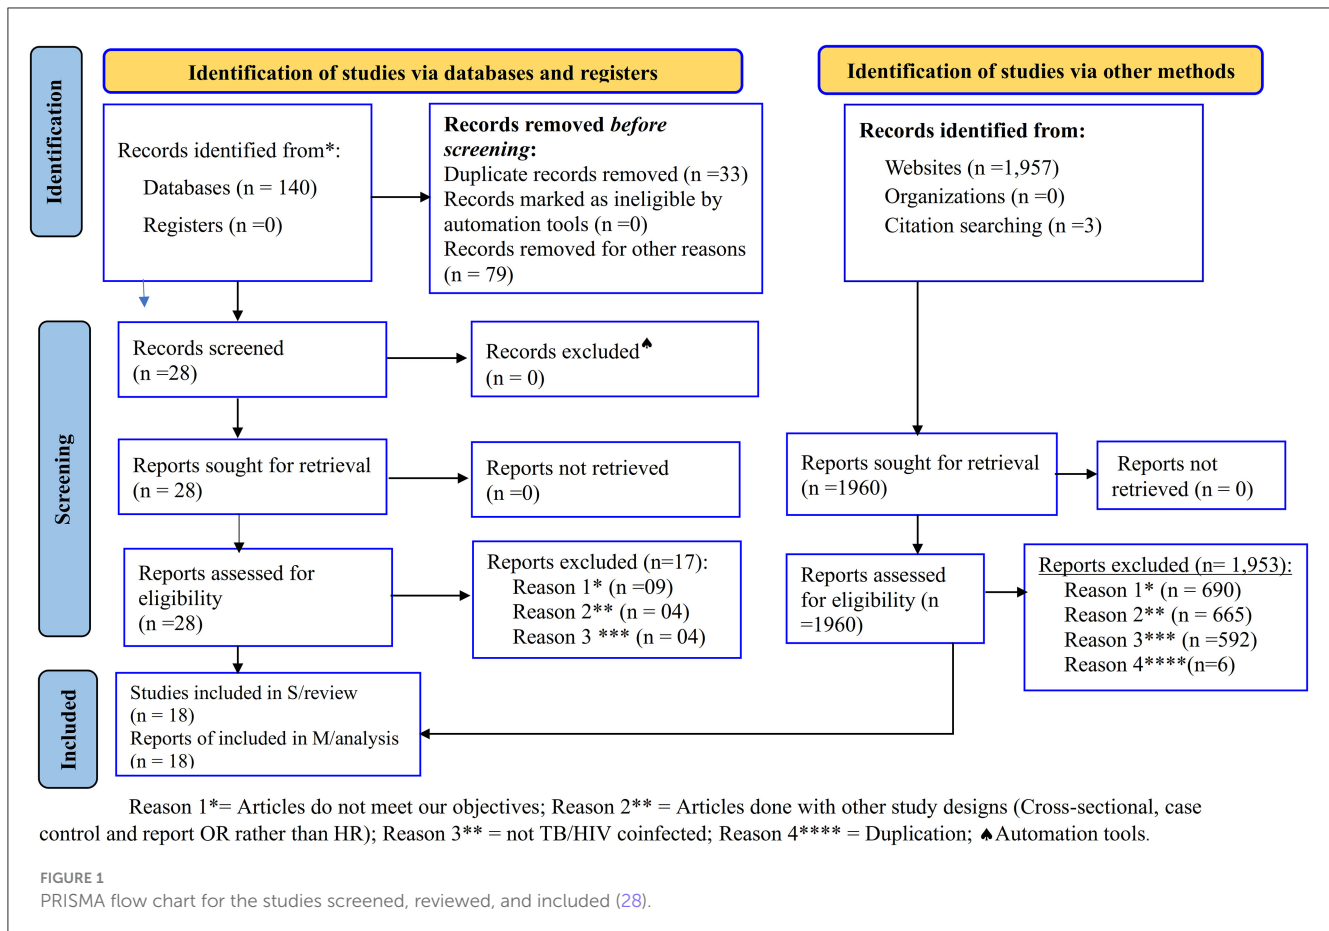 Identification
Identification of studies via databases and registers
Records identified from*:
Databases (n = 140)
Registers (n =0)
Records removed before
screening:
Duplicate records removed (n =33)
Records marked as ineligible by
automation tools (n =0)
Records removed for other reasons
(n = 79)
Identification of studies via other methods
Records identified from:
Websites (n =1,957)
Organizations (n =0)
Citation searching (n =3)
Screening
Records screened
(n =28)
Records excluded♠
(n = 0)
Reports sought for retrieval
(n = 28)
Reports not retrieved
(n =0)
Reports sought for retrieval
(n =1960)
Reports not
retrieved (n = 0)
Reports assessed for
eligibility
(n =28)
Reports excluded (n=17):
Reason 1* (n =09)
Reason 2** (n = 04)
Reason 3 *** (n = 04)
Reports assessed
for eligibility (n
=1960)
Reports excluded (n= 1,953):
Reason 1* (n = 690)
Reason 2** (n = 665)
Reason 3*** (n =592)
Reason 4****(n=6)
Included
Studies included in S/review
(n = 18)
Reports of included in M/analysis
(n = 18)
Reason 1*= Articles do not meet our objectives; Reason 2** = Articles done with other study designs (Cross-sectional, case
control and report OR rather than HR); Reason 3** = not TB/HIV coinfected; Reason 4**** = Duplication; ♠Automation tools.
FIGURE 1
PRISMA flow chart for the studies screened, reviewed, and included (28).